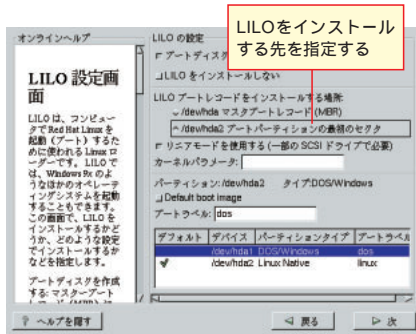 オンラインヘルプ
LILO 設定画
面
LILO は、コンピュー
タで Red Hat Linux を
起動 (ブート) するた
めに使われる Linux ロ
ーダーです。 LILO で
は、Windows 9x のよ
うなほかのオペレーテ
ィングシステムを起動
することもできます。
この画面で、LILO を
インストールするかど
うか、どのような設定
でインストールするか
などを指定します。
ブートディスクを作成
する: マスターブート
LILO の設定
ブートディスク
LILO をインストールしない
LILO ブートレコードをインストールする場所:
/dev/hda マスタブートレコード (MBR)
/dev/hda2 ブートパーティションの最初のセクタ
リニアモードを使用する (一部の SCSI ドライブで必要)
カーネルパラメータ:
パーティション:/dev/hda2 タイプ:DOS/Windows
Default boot image
ブートラベル: dos
デフォルト デバイス パーティションタイプ ブートラベル
/dev/hda1 DOS/Windows dos
/dev/hda2 Linux Native linux
LILOをインストール
する先を指定する
? ヘルプを隠す
戻る
次